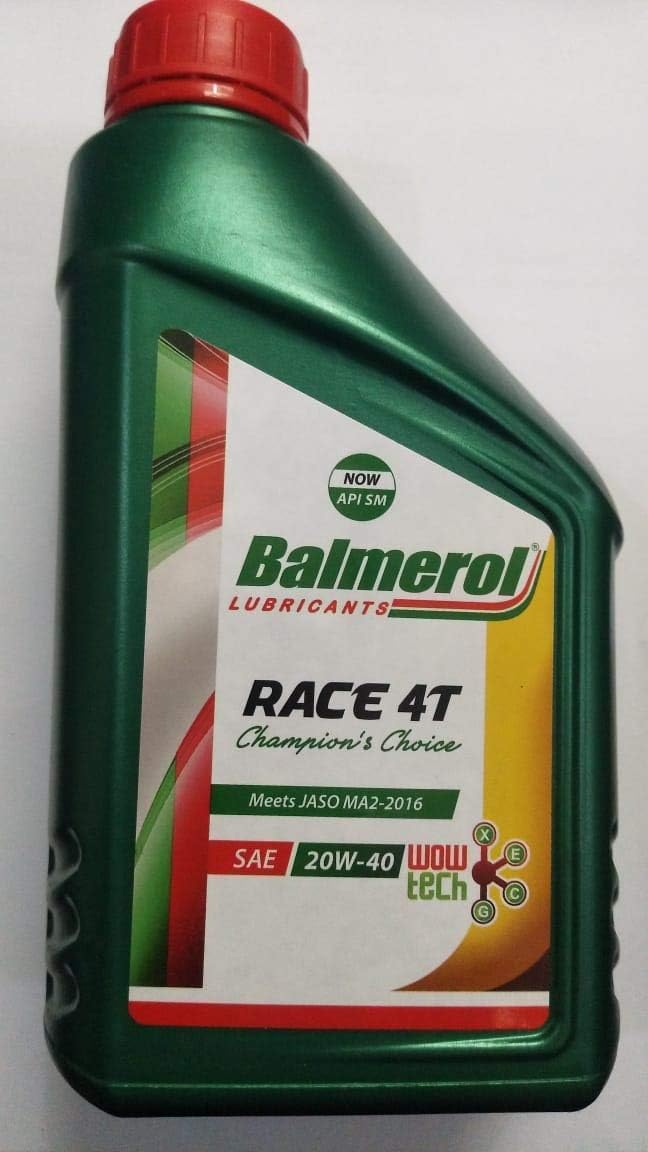 NOW
API SM
Balmerol®
LUBRICANTS
RACE 4T
Champion's Choice
Meets JASO MA2-2016
SAE 20W-40
WOW
tech
X
E
C
G